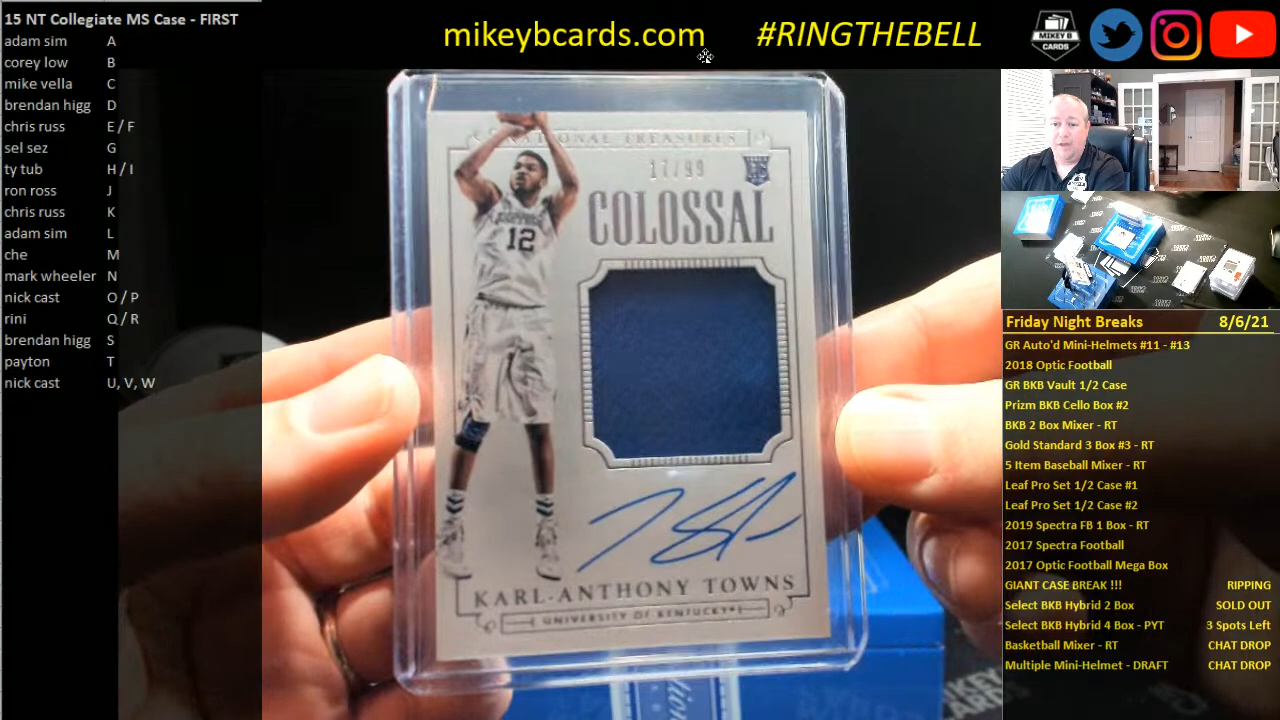 15 NT Collegiate MS Case - FIRST
adam sim A
corey low B
mike vella C
brendan higg D
chris russ E / F
sel sez G
ty tub H / I
ron ross J
chris russ K
adam sim L
che M
mark wheeler N
nick cast O / P
rini Q / R
brendan higg S
payton T
nick cast U, V, W
mikeybcards.com #RINGTHEBELL
MIKEY B
CARDS
NATIONAL TREASURES
17/99
COLOSSAL
12
KARL-ANTHONY TOWNS
UNIVERSITY OF KENTUCKY
Friday Night Breaks 8/6/21
GR Auto'd Mini-Helmets #11 - #13
2018 Optic Football
GR BKB Vault 1/2 Case
Prizm BKB Cello Box #2
BKB 2 Box Mixer - RT
Gold Standard 3 Box #3 - RT
5 Item Baseball Mixer - RT
Leaf Pro Set 1/2 Case #1
Leaf Pro Set 1/2 Case #2
2019 Spectra FB 1 Box - RT
2017 Spectra Football
2017 Optic Football Mega Box
GIANT CASE BREAK !!! RIPPING
Select BKB Hybrid 2 Box SOLD OUT
Select BKB Hybrid 4 Box - PYT 3 Spots Left
Basketball Mixer - RT CHAT DROP
Multiple Mini-Helmet - DRAFT CHAT DROP